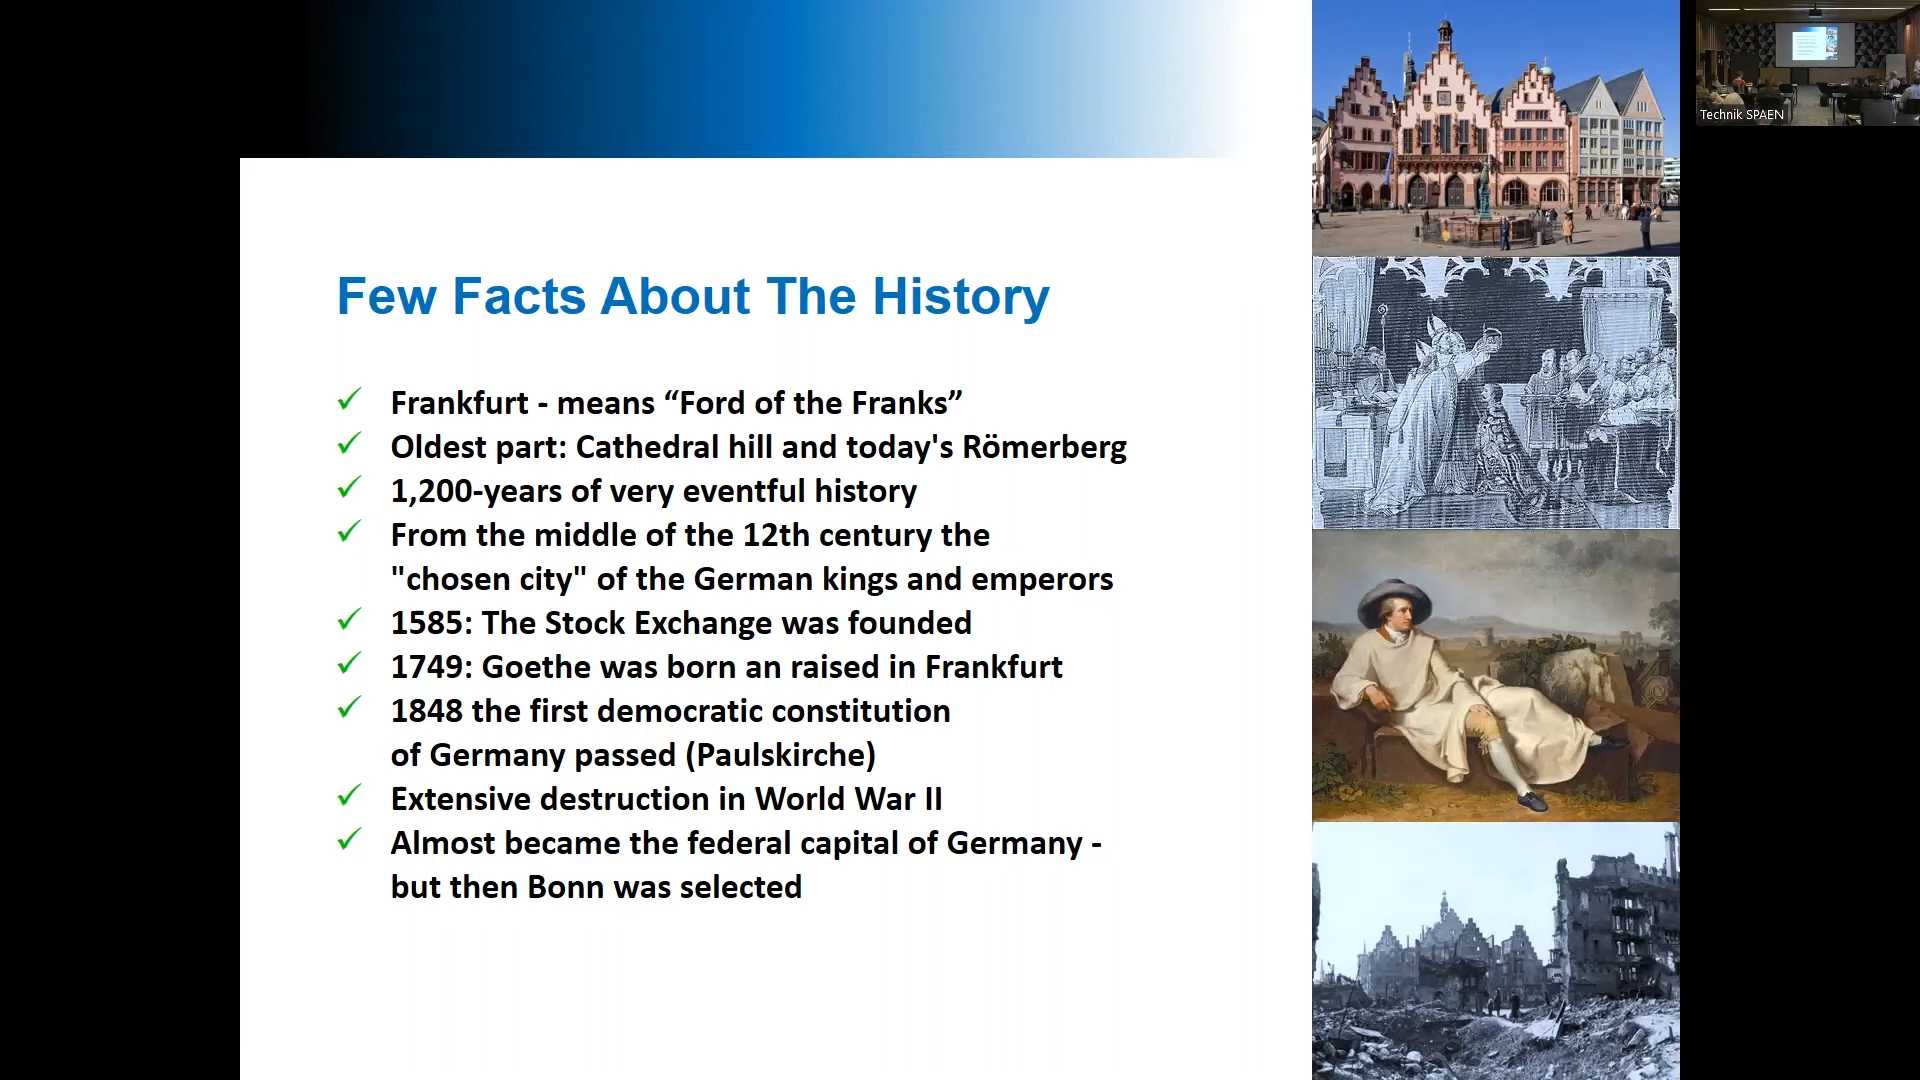 Few Facts About The History
Frankfurt - means “Ford of the Franks”
Oldest part: Cathedral hill and today's Römerberg
1,200-years of very eventful history
From the middle of the 12th century the
"chosen city" of the German kings and emperors
1585: The Stock Exchange was founded
1749: Goethe was born an raised in Frankfurt
1848 the first democratic constitution
of Germany passed (Paulskirche)
Extensive destruction in World War II
Almost became the federal capital of Germany -
but then Bonn was selected
Technik SPAEN